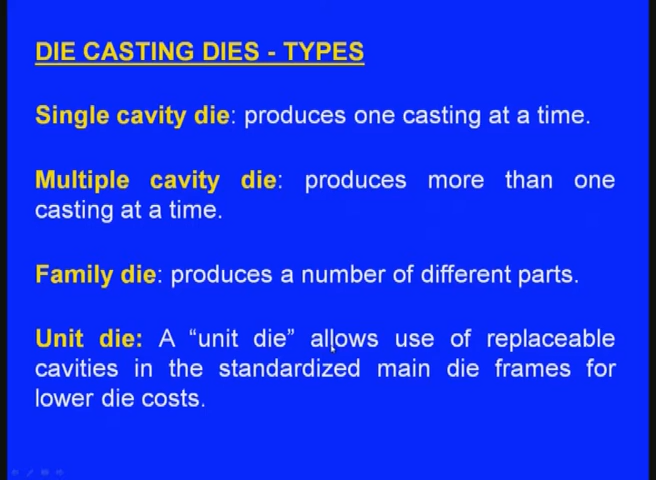 DIE CASTING DIES - TYPES
Single cavity die: produces one casting at a time.
Multiple cavity die: produces more than one
casting at a time.
Family die: produces a number of different parts.
Unit die: A “unit die” allows use of replaceable
cavities in the standardized main die frames for
lower die costs.